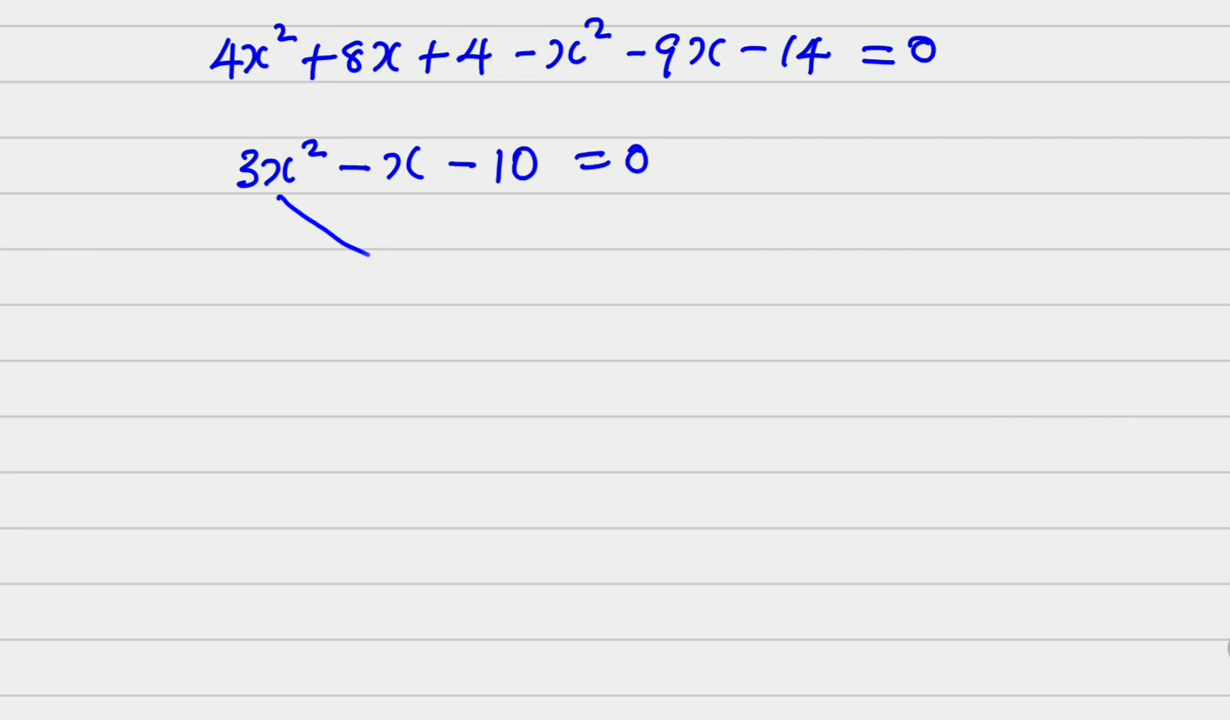 4x² + 8x + 4 - x² - 9x - 14 = 0
3x² - x - 10 = 0